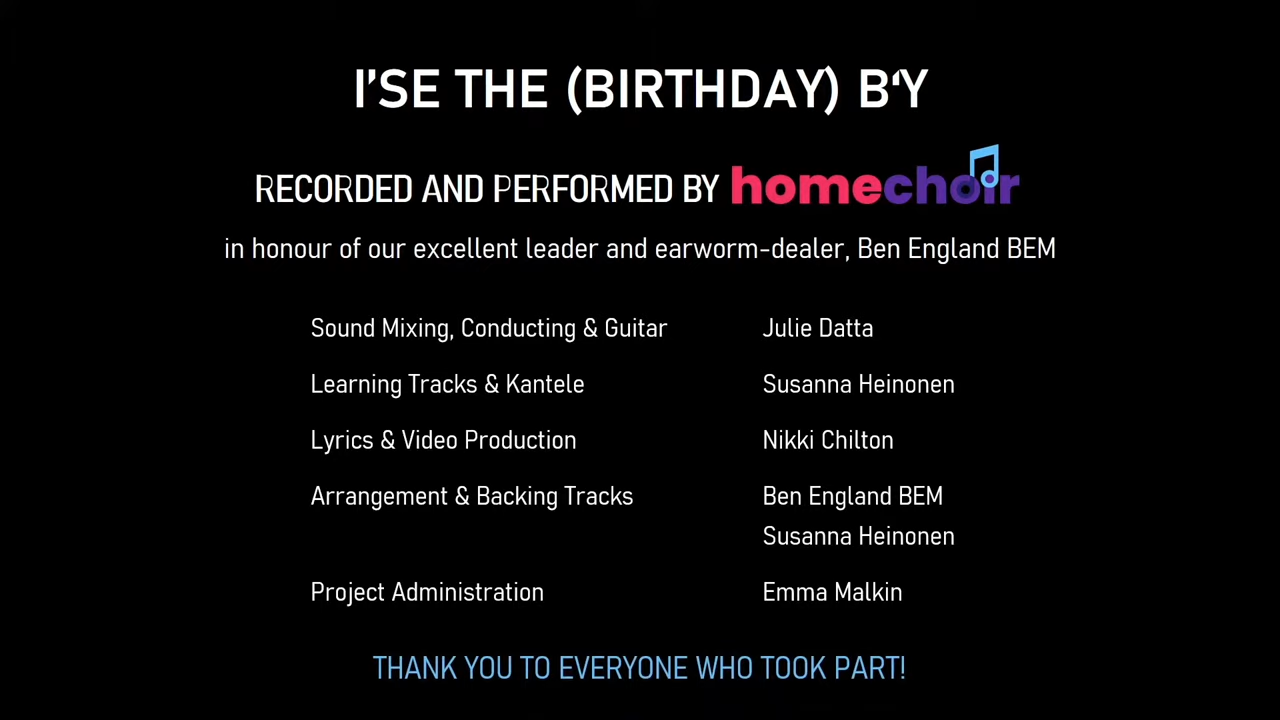 I'SE THE (BIRTHDAY) B'Y
RECORDED AND PERFORMED BY homechoir
in honour of our excellent leader and earworm-dealer, Ben England BEM
Sound Mixing, Conducting & Guitar Julie Datta
Learning Tracks & Kantele Susanna Heinonen
Lyrics & Video Production Nikki Chilton
Arrangement & Backing Tracks Ben England BEM
Susanna Heinonen
Project Administration Emma Malkin
THANK YOU TO EVERYONE WHO TOOK PART!